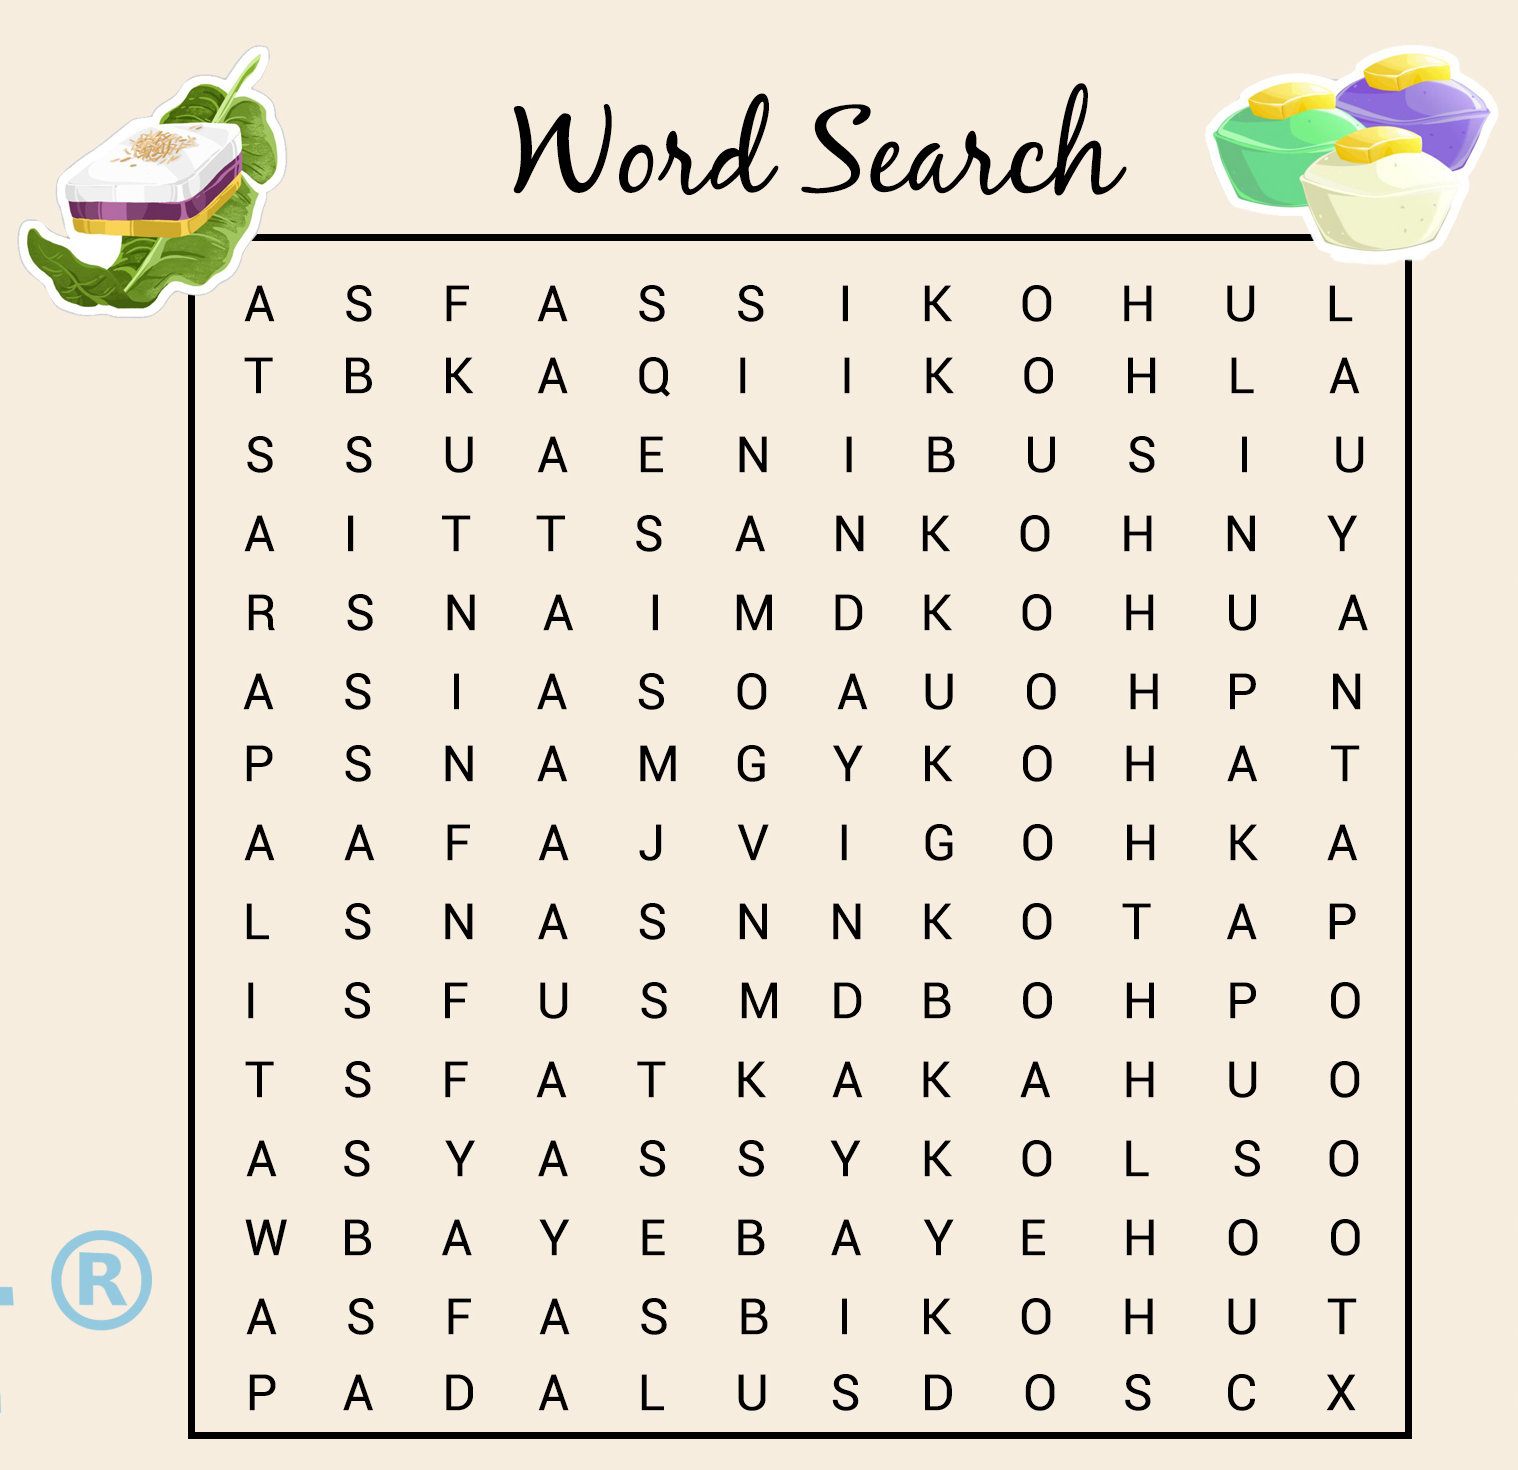 Word Search
A S F A S S I K O H U L
T B K A Q I I K O H L A
S S U A E N I B U S I U
A I T T S A N K O H N Y
R S N A I M D K O H U A
A S I A S O A U O H P N
P S N A M G Y K O H A T
A A F A J V I G O H K A
L S N A S N N K O T A P
I S F U S M D B O H P O
T S F A T K A K A H U O
A S Y A S S Y K O L S O
W B A Y E B A Y E H O O
A S F A S B I K O H U T
P A D A L U S D O S C X
®